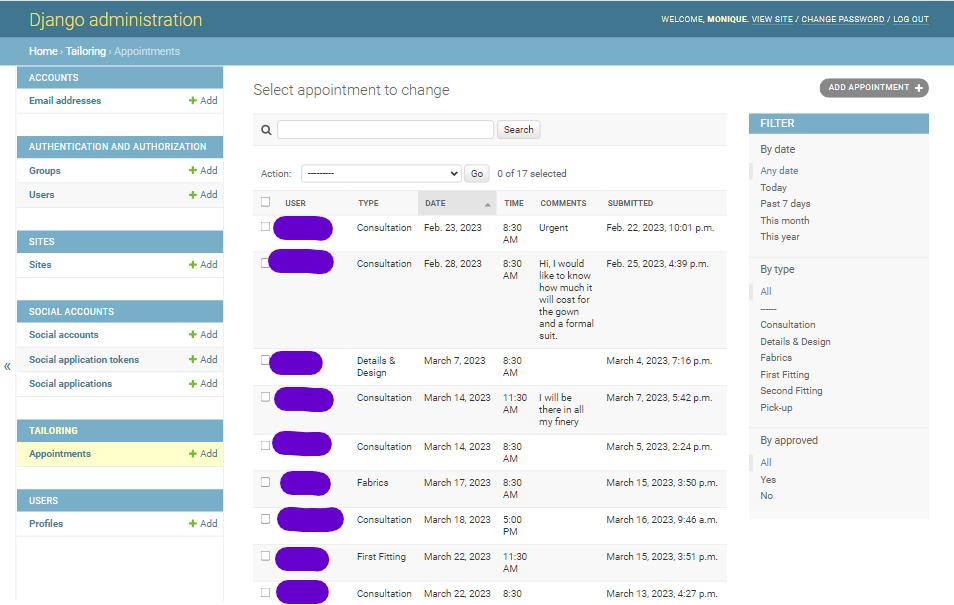 Django administration
WELCOME, MONIQUE. VIEW SITE / CHANGE PASSWORD / LOG OUT
Home › Tailoring › Appointments
ACCOUNTS
Email addresses + Add
AUTHENTICATION AND AUTHORIZATION
Groups + Add
Users + Add
SITES
Sites + Add
SOCIAL ACCOUNTS
Social accounts + Add
Social application tokens + Add
Social applications + Add
«
TAILORING
Appointments + Add
USERS
Profiles + Add
Select appointment to change
ADD APPOINTMENT +
Search
Action: --------- Go 0 of 17 selected
USER TYPE DATE TIME COMMENTS SUBMITTED
Consultation Feb. 23, 2023 8:30 Urgent Feb. 22, 2023, 10:01 p.m.
AM
Consultation Feb. 28, 2023 8:30 Hi, I would Feb. 25, 2023, 4:39 p.m.
AM like to know
how much it
will cost for
the gown
and a formal
suit.
Details & March 7, 2023 8:30 March 4, 2023, 7:16 p.m.
Design AM
Consultation March 14, 2023 11:30 I will be March 7, 2023, 5:42 p.m.
AM there in all
my finery
Consultation March 14, 2023 8:30 March 5, 2023, 2:24 p.m.
AM
Fabrics March 17, 2023 8:30 March 15, 2023, 3:50 p.m.
AM
Consultation March 18, 2023 5:00 March 16, 2023, 9:46 a.m.
PM
First Fitting March 22, 2023 11:30 March 15, 2023, 3:51 p.m.
AM
Consultation March 22, 2023 8:30 March 13, 2023, 4:27 p.m.
FILTER
By date
Any date
Today
Past 7 days
This month
This year
By type
All
------
Consultation
Details & Design
Fabrics
First Fitting
Second Fitting
Pick-up
By approved
All
Yes
No